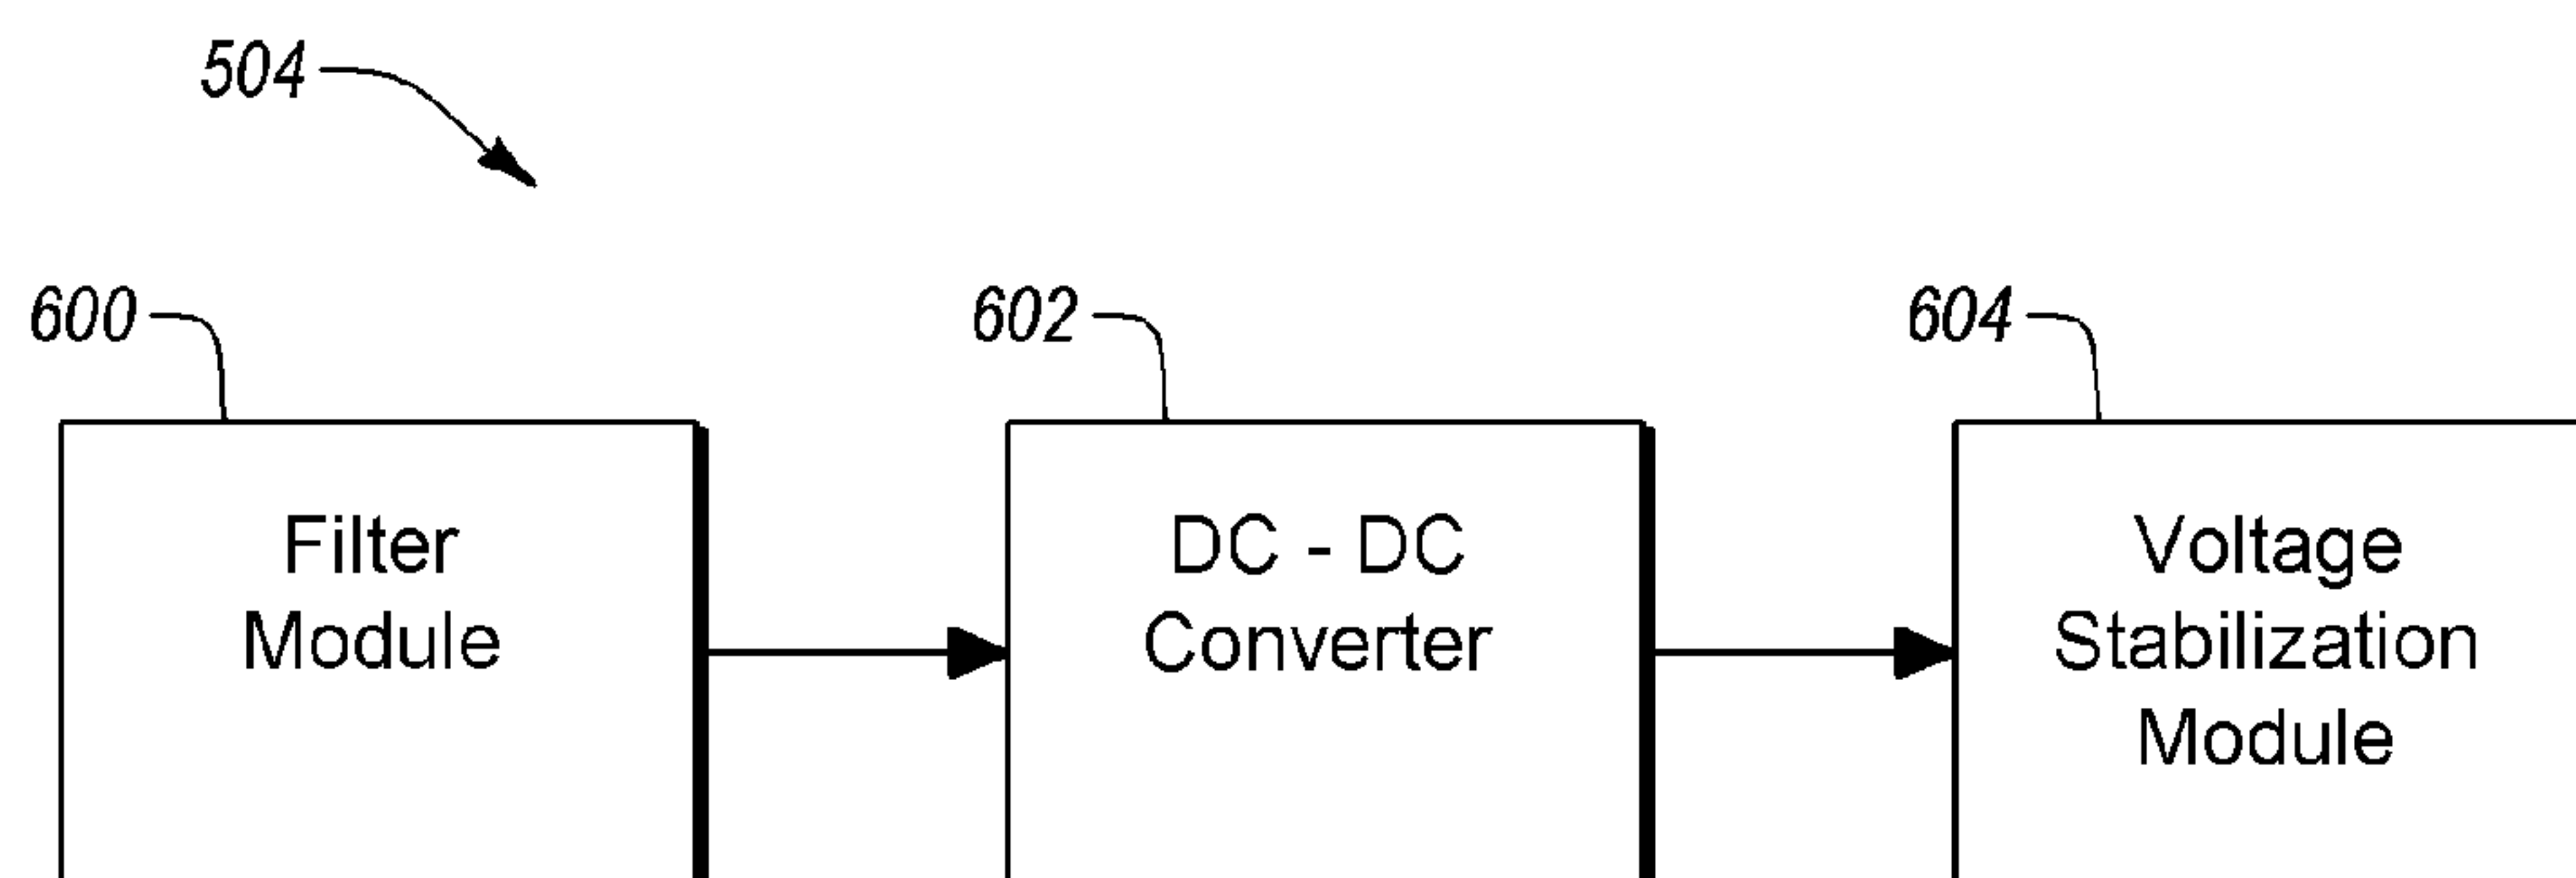 504
600
602
604
Filter
Module
DC - DC
Converter
Voltage
Stabilization
Module